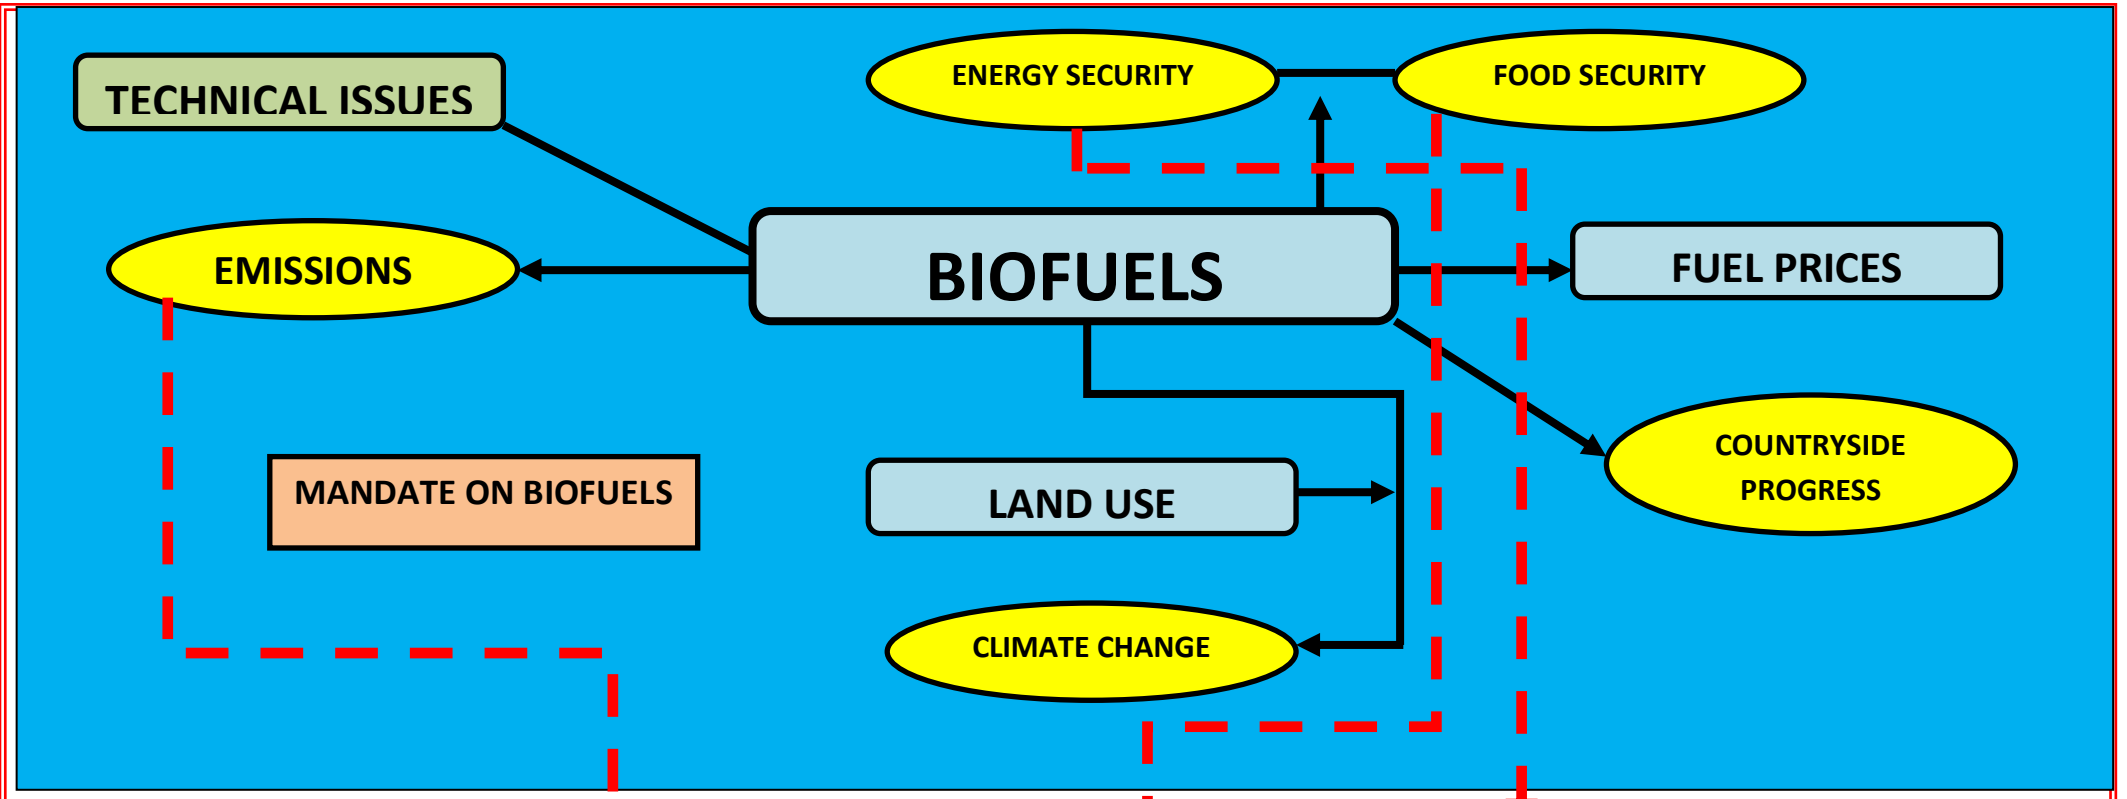 TECHNICAL ISSUES
ENERGY SECURITY
FOOD SECURITY
EMISSIONS
BIOFUELS
FUEL PRICES
MANDATE ON BIOFUELS
LAND USE
COUNTRYSIDE
PROGRESS
CLIMATE CHANGE